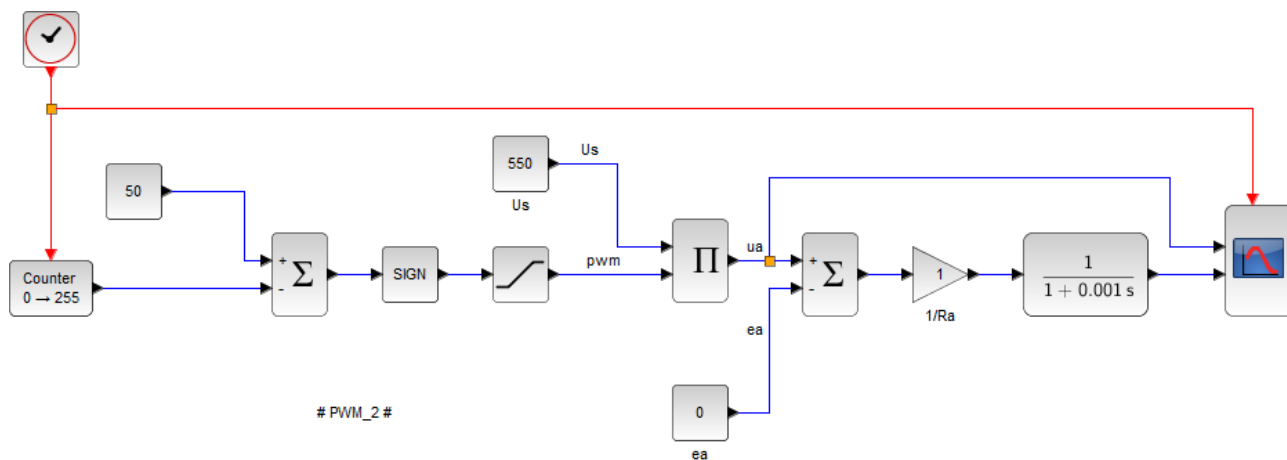 550
Us
Us
50
Counter
0 → 255
+
-
Σ
SIGN
pwm
Π
ua
+
-
Σ
1
1/Ra
1
1 + 0.001 s
ea
# PWM_2 #
0
ea